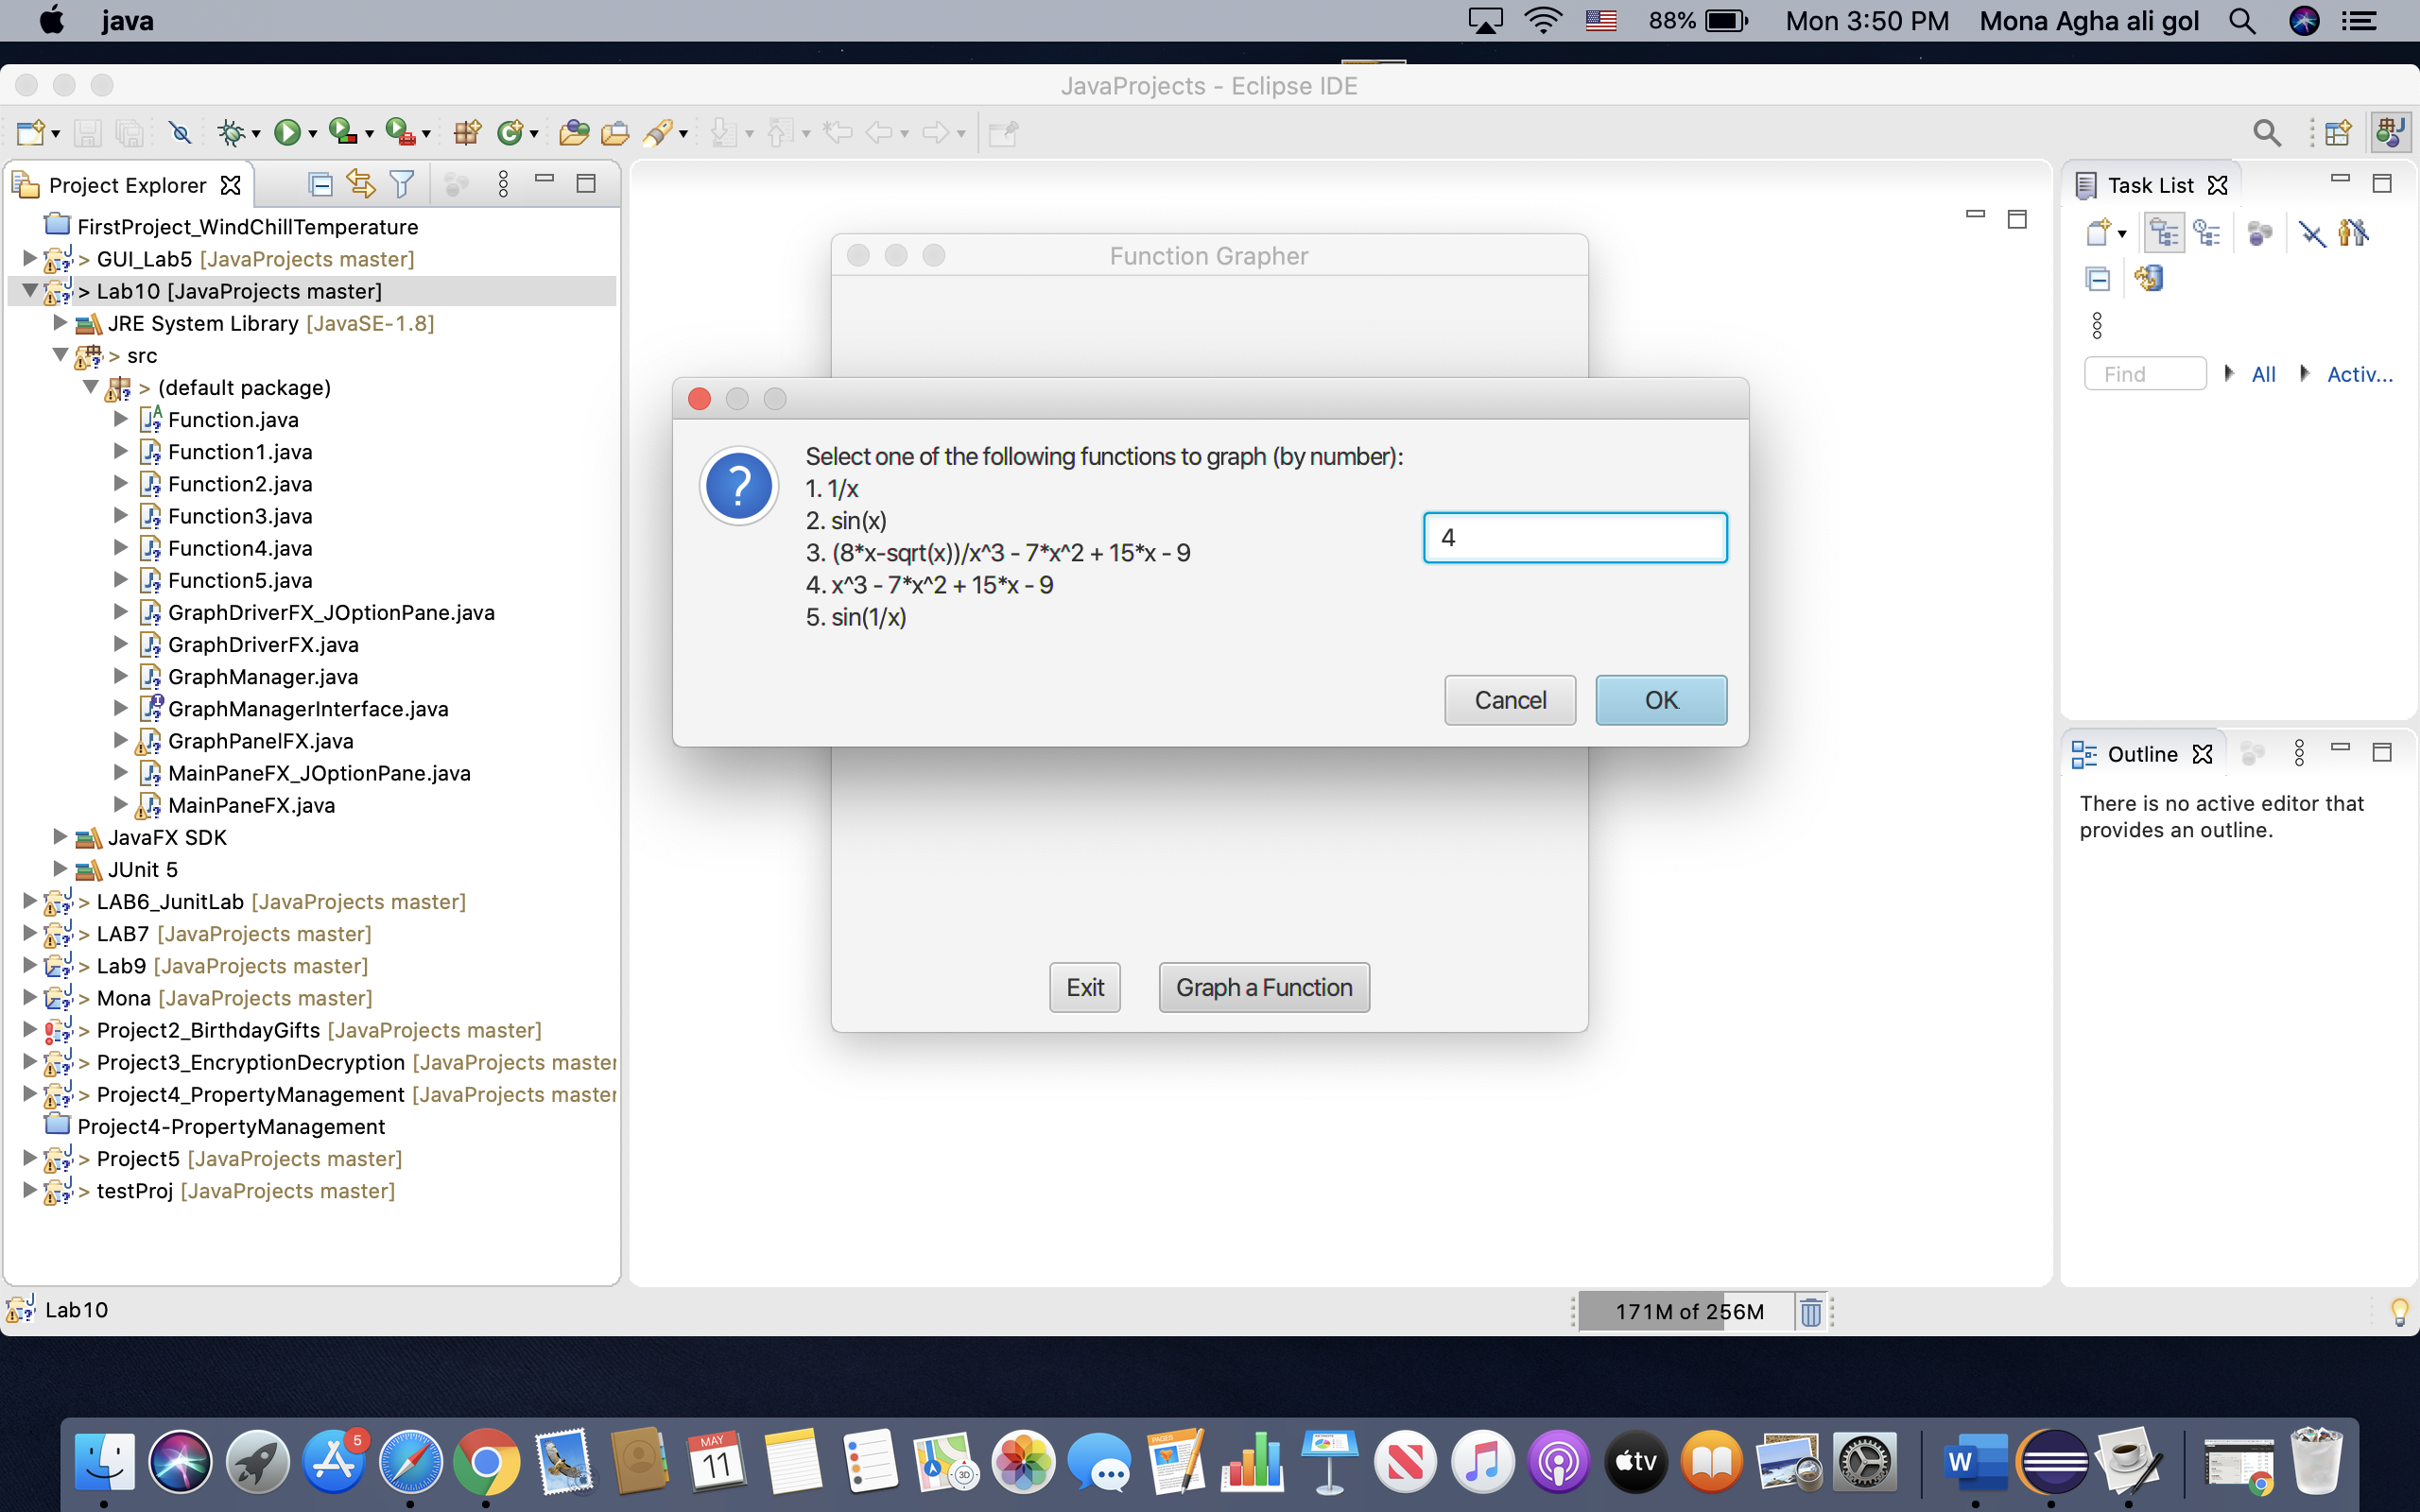 java
88%
Mon 3:50 PM
Mona Agha ali gol
JavaProjects - Eclipse IDE
Project Explorer
FirstProject_WindChillTemperature
> GUI_Lab5 [JavaProjects master]
> Lab10 [JavaProjects master]
JRE System Library [JavaSE-1.8]
> src
> (default package)
Function.java
Function1.java
Function2.java
Function3.java
Function4.java
Function5.java
GraphDriverFX_JOptionPane.java
GraphDriverFX.java
GraphManager.java
GraphManagerInterface.java
GraphPanelFX.java
MainPaneFX_JOptionPane.java
MainPaneFX.java
JavaFX SDK
JUnit 5
> LAB6_JunitLab [JavaProjects master]
> LAB7 [JavaProjects master]
> Lab9 [JavaProjects master]
> Mona [JavaProjects master]
> Project2_BirthdayGifts [JavaProjects master]
> Project3_EncryptionDecryption [JavaProjects master
> Project4_PropertyManagement [JavaProjects master
Project4-PropertyManagement
> Project5 [JavaProjects master]
> testProj [JavaProjects master]
Function Grapher
Select one of the following functions to graph (by number):
1. 1/x
2. sin(x)
3. (8*x-sqrt(x))/x^3 - 7*x^2 + 15*x - 9
4. x^3 - 7*x^2 + 15*x - 9
5. sin(1/x)
4
Cancel
OK
Exit
Graph a Function
Task List
Find
All
Activ...
Outline
There is no active editor that
provides an outline.
Lab10
171M of 256M
5
MAY
11
PAGES
3D
tv
W